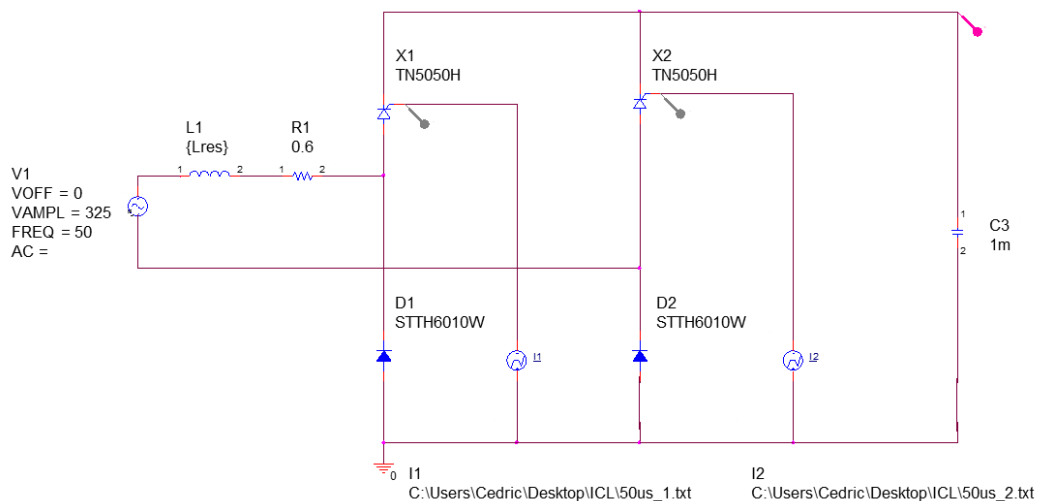 X1
TN5050H
X2
TN5050H
L1
{Lres}
R1
0.6
1
2
1
2
V1
VOFF = 0
VAMPL = 325
FREQ = 50
AC =
1
C3
1m
2
D1
STTH6010W
D2
STTH6010W
I1
I2
0
I1
C:\Users\Cedric\Desktop\ICL\50us_1.txt
I2
C:\Users\Cedric\Desktop\ICL\50us_2.txt